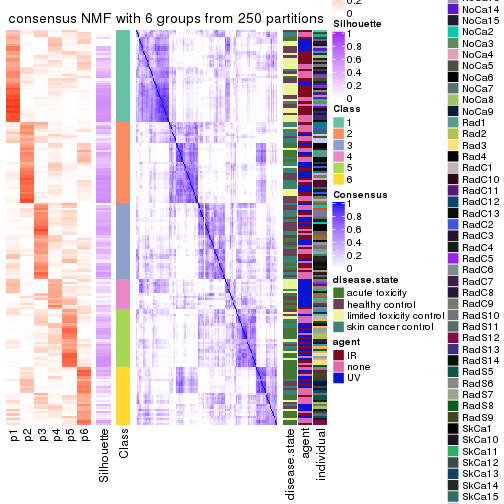 consensus NMF with 6 groups from 250 partitions
p1
p2
p3
p4
p5
p6
Silhouette
Class
disease.state
agent
individual
0.2
0
Silhouette
1
0.8
0.6
0.4
0.2
0
Class
1
2
3
4
5
6
Consensus
1
0.8
0.6
0.4
0.2
0
disease.state
acute toxicity
healthy control
limited toxicity control
skin cancer control
agent
IR
none
UV
NoCa14
NoCa15
NoCa2
NoCa3
NoCa4
NoCa5
NoCa6
NoCa7
NoCa8
NoCa9
Rad1
Rad2
Rad3
Rad4
RadC1
RadC10
RadC11
RadC12
RadC13
RadC2
RadC3
RadC4
RadC5
RadC6
RadC7
RadC8
RadC9
RadS10
RadS11
RadS12
RadS13
RadS14
RadS5
RadS6
RadS7
RadS8
RadS9
SkCa1
SkCa10
SkCa11
SkCa12
SkCa13
SkCa14
SkCa15